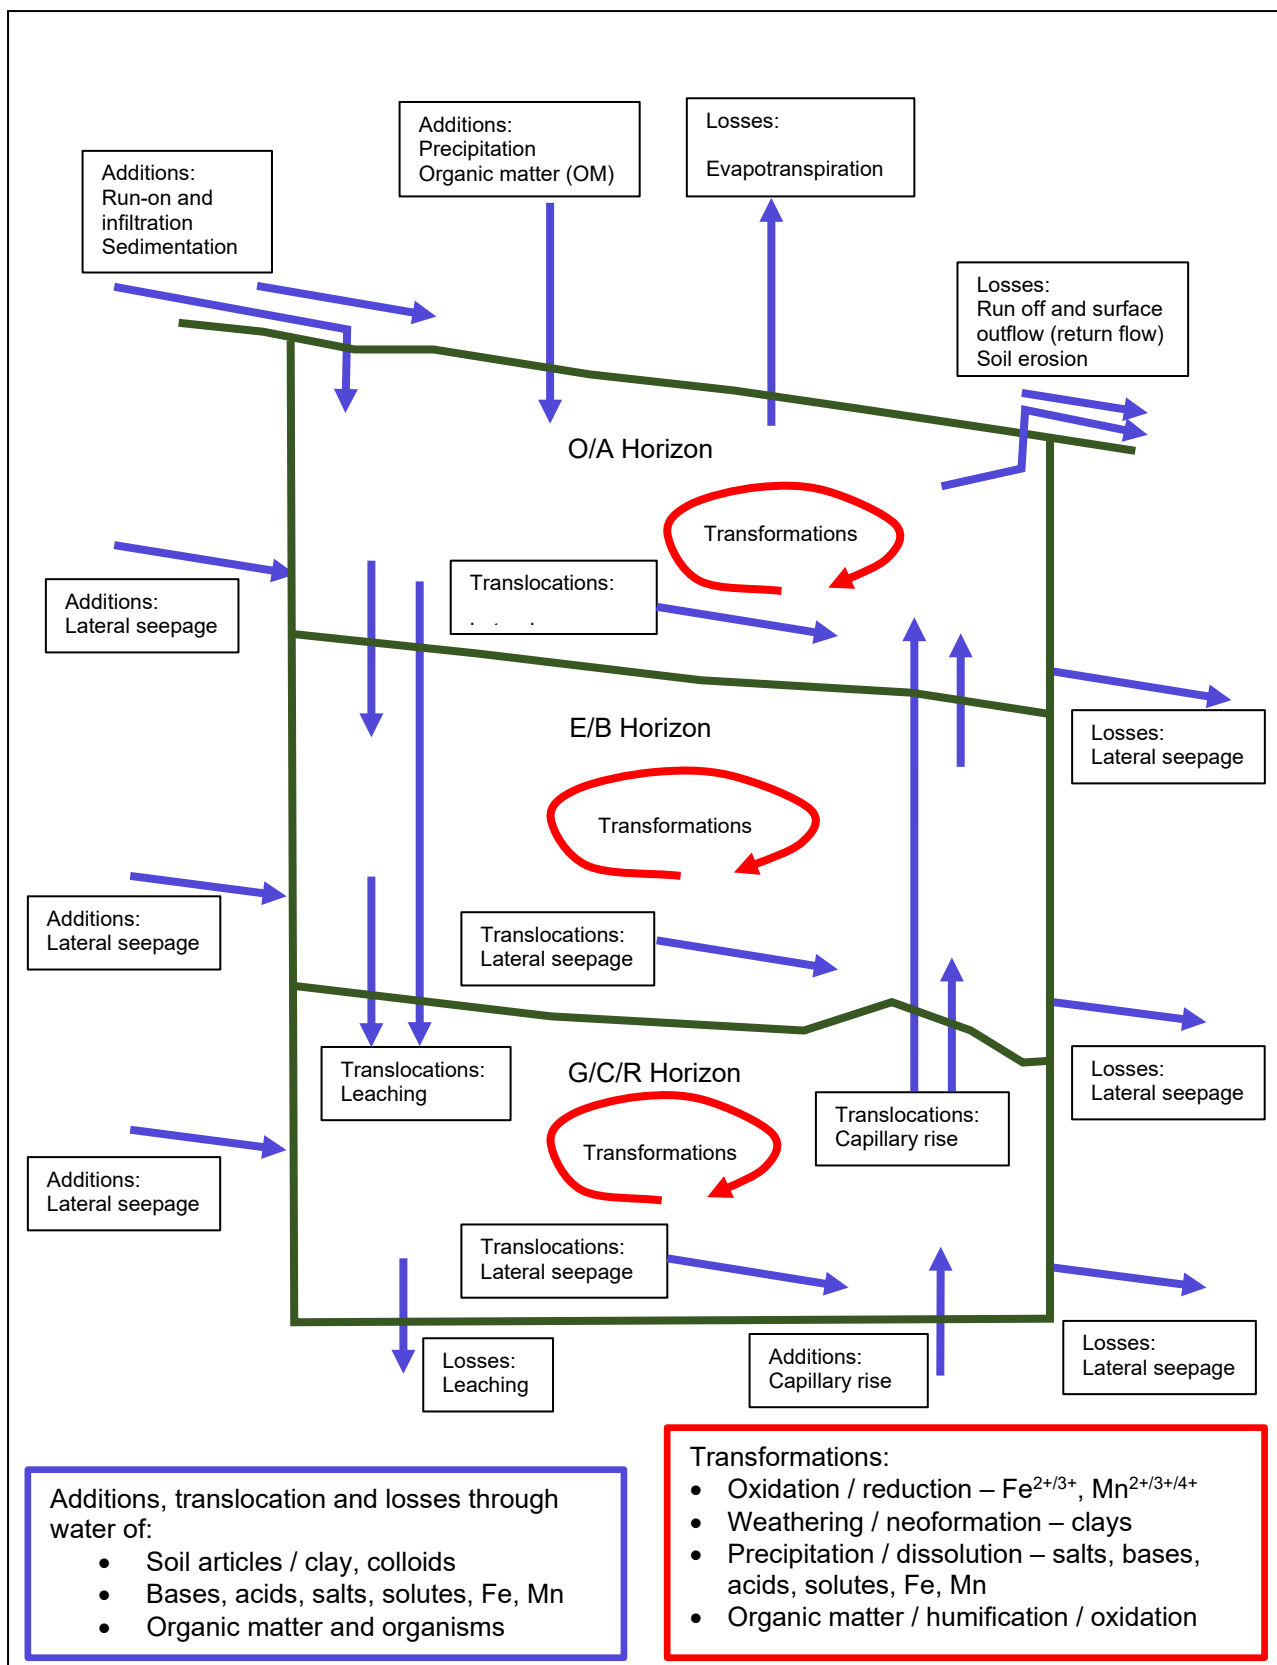 Additions:
Precipitation
Organic matter (OM)
Losses:
Evapotranspiration
Additions:
Run-on and
infiltration
Sedimentation
Losses:
Run off and surface
outflow (return flow)
Soil erosion
O/A Horizon
Transformations
Additions:
Lateral seepage
Translocations:
Losses:
Lateral seepage
E/B Horizon
Transformations
Additions:
Lateral seepage
Translocations:
Lateral seepage
Losses:
Lateral seepage
Translocations:
Leaching
G/C/R Horizon
Translocations:
Capillary rise
Transformations
Additions:
Lateral seepage
Translocations:
Lateral seepage
Losses:
Leaching
Additions:
Capillary rise
Losses:
Lateral seepage
Additions, translocation and losses through
water of:
• Soil articles / clay, colloids
• Bases, acids, salts, solutes, Fe, Mn
• Organic matter and organisms
Transformations:
• Oxidation / reduction – Fe²⁺/³⁺, Mn²⁺/³⁺/⁴⁺
• Weathering / neoformation – clays
• Precipitation / dissolution – salts, bases,
acids, solutes, Fe, Mn
• Organic matter / humification / oxidation